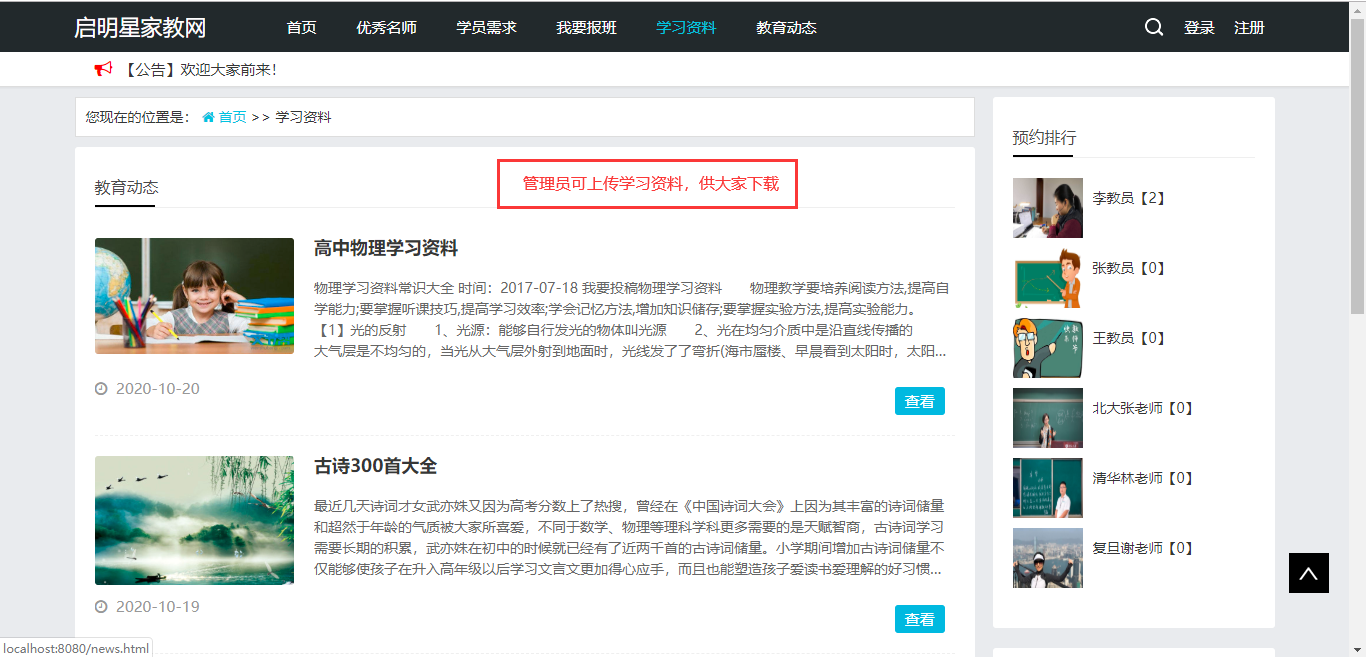 启明星家教网 首页 优秀名师 学员需求 我要报班 学习资料 教育动态 登录 注册
【公告】欢迎大家前来！
您现在的位置是： 首页 >> 学习资料
教育动态
管理员可上传学习资料，供大家下载
高中物理学习资料
物理学习资料常识大全 时间：2017-07-18 我要投稿物理学习资料 物理教学要培养阅读方法,提高自
学能力;要掌握听课技巧,提高学习效率;学会记忆方法,增加知识储存;要掌握实验方法,提高实验能力。
【1】光的反射 1、光源：能够自行发光的物体叫光源 2、光在均匀介质中是沿直线传播的
大气层是不均匀的，当光从大气层外射到地面时，光线发了了弯折(海市蜃楼、早晨看到太阳时，太阳...
2020-10-20
查看
古诗300首大全
最近几天诗词才女武亦姝又因为高考分数上了热搜，曾经在《中国诗词大会》上因为其丰富的诗词储量
和超然于年龄的气质被大家所喜爱，不同于数学、物理等理科学科更多需要的是天赋智商，古诗词学习
需要长期的积累，武亦姝在初中的时候就已经有了近两千首的古诗词储量。小学期间增加古诗词储量不
仅能够使孩子在升入高年级以后学习文言文更加得心应手，而且也能塑造孩子爱读书爱理解的好习惯...
2020-10-19
查看
预约排行
李教员【2】
张教员【0】
王教员【0】
北大张老师【0】
清华林老师【0】
复旦谢老师【0】
localhost:8080/news.html